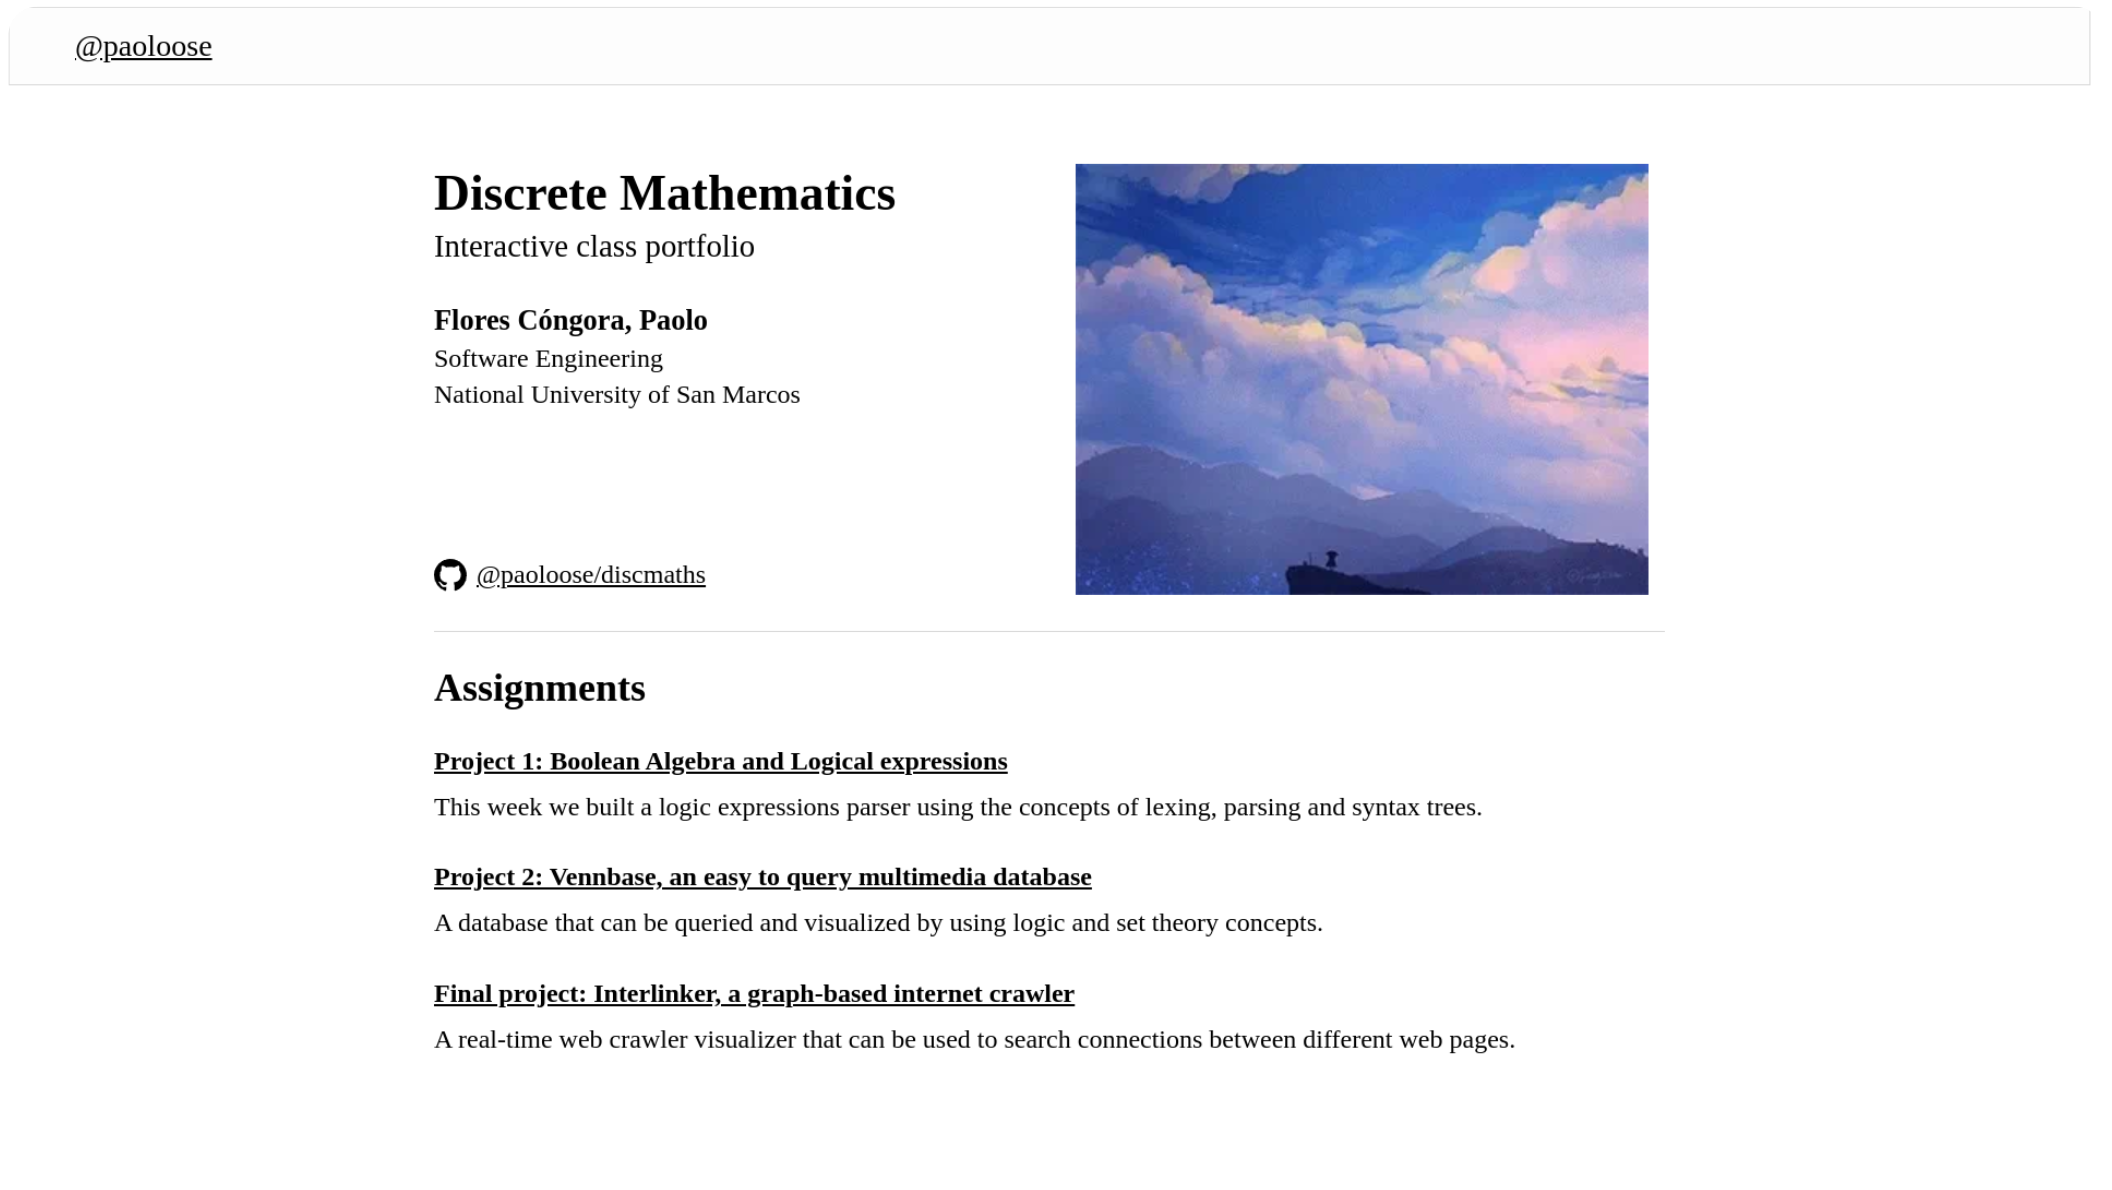 @paoloose
Discrete Mathematics
Interactive class portfolio
Flores Cóngora, Paolo
Software Engineering
National University of San Marcos
@paoloose/discmaths
Assignments
Project 1: Boolean Algebra and Logical expressions
This week we built a logic expressions parser using the concepts of lexing, parsing and syntax trees.
Project 2: Vennbase, an easy to query multimedia database
A database that can be queried and visualized by using logic and set theory concepts.
Final project: Interlinker, a graph-based internet crawler
A real-time web crawler visualizer that can be used to search connections between different web pages.